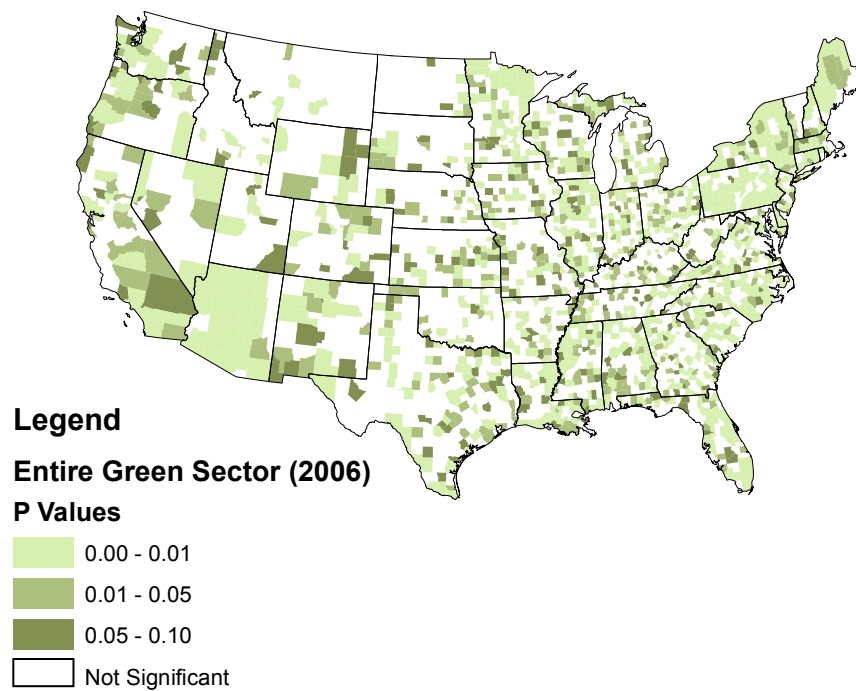 Legend
Entire Green Sector (2006)
P Values
0.00 - 0.01
0.01 - 0.05
0.05 - 0.10
Not Significant